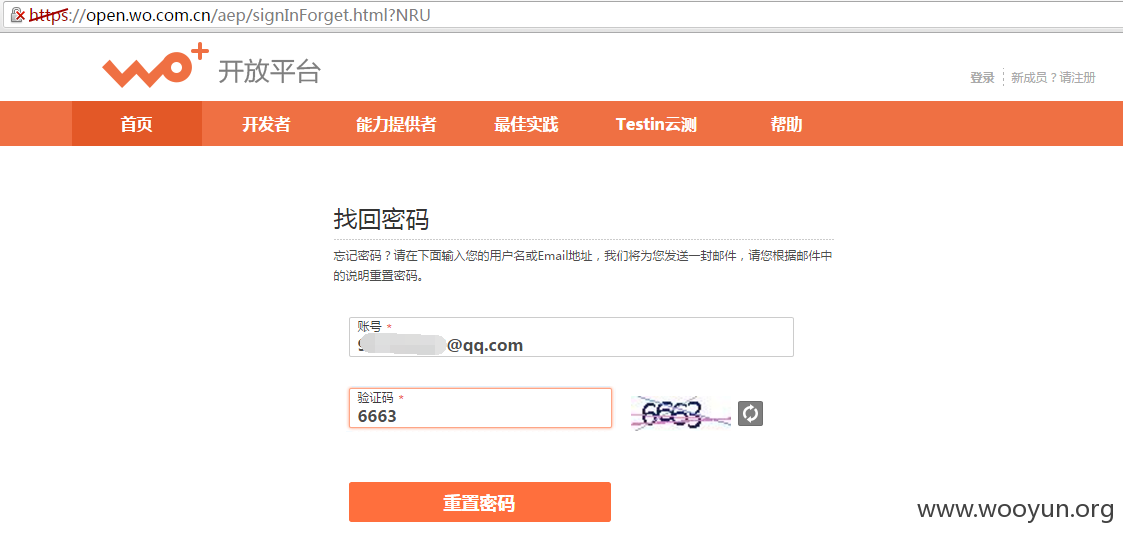 https://open.wo.com.cn/aep/signInForget.html?NRU
wo+ 开放平台
登录 新成员？请注册
首页 开发者 能力提供者 最佳实践 Testin云测 帮助
找回密码
忘记密码？请在下面输入您的用户名或Email地址，我们将为您发送一封邮件，请您根据邮件中
的说明重置密码。
账号 *
@qq.com
验证码 *
6663 6663
重置密码
www.wooyun.org